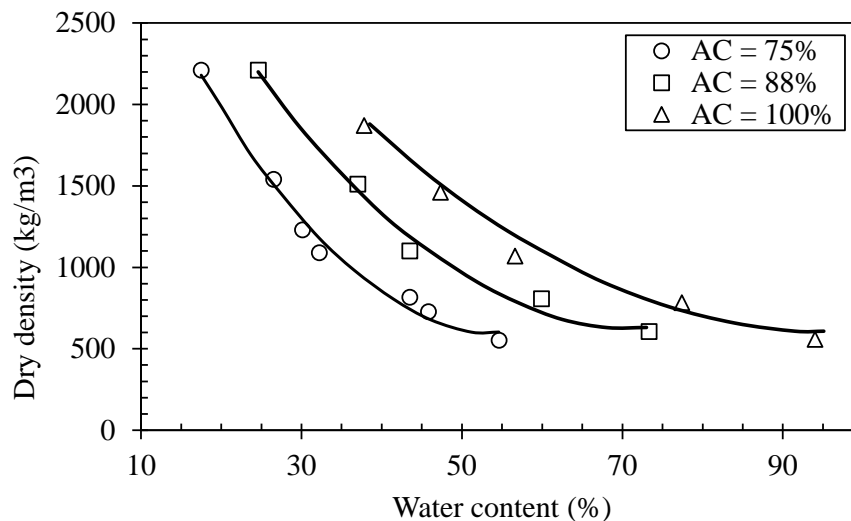 2500
2000
1500
1000
500
0
Dry density (kg/m3)
AC = 75%
AC = 88%
AC = 100%
10
30
50
70
90
Water content (%)